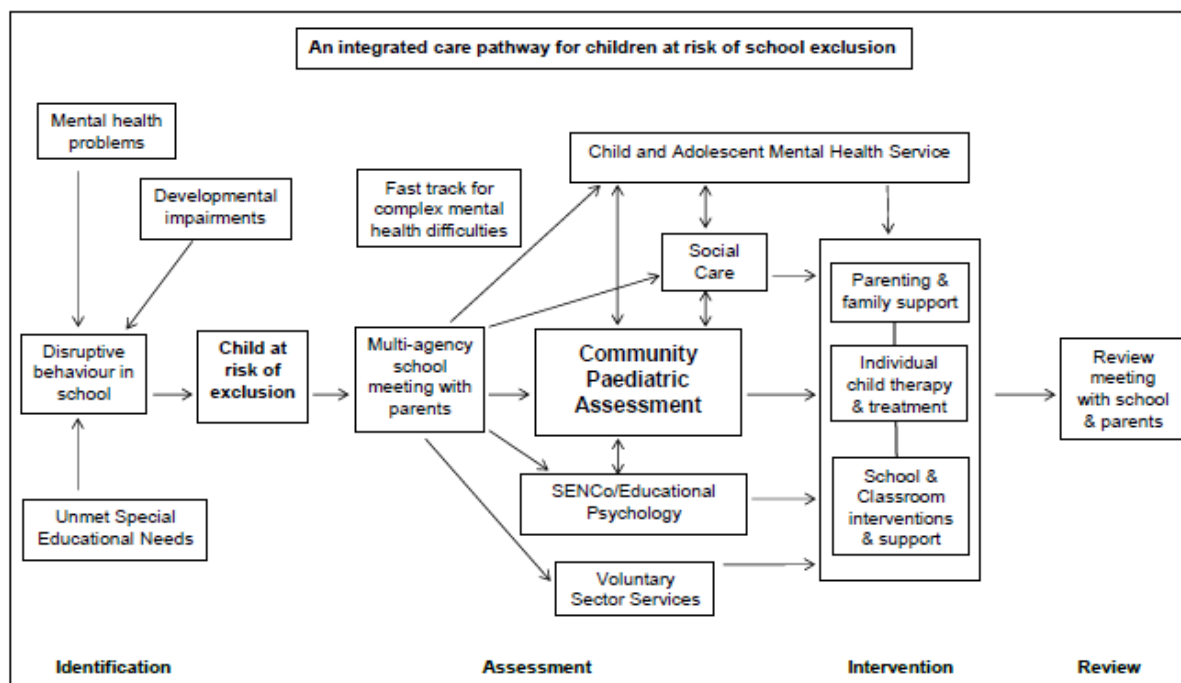 An integrated care pathway for children at risk of school exclusion
Mental health
problems
Developmental
impairments
Disruptive
behaviour in
school
Unmet Special
Educational Needs
Child at
risk of
exclusion
Fast track for
complex mental
health difficulties
Multi-agency
school
meeting with
parents
Child and Adolescent Mental Health Service
Social
Care
Community
Paediatric
Assessment
SENCo/Educational
Psychology
Voluntary
Sector Services
Parenting &
family support
Individual
child therapy
& treatment
School &
Classroom
interventions
& support
Review
meeting
with school
& parents
Identification
Assessment
Intervention
Review